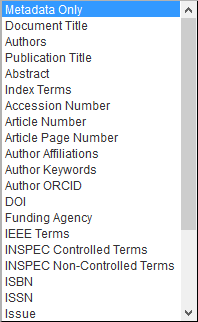 Metadata Only
Document Title
Authors
Publication Title
Abstract
Index Terms
Accession Number
Article Number
Article Page Number
Author Affiliations
Author Keywords
Author ORCID
DOI
Funding Agency
IEEE Terms
INSPEC Controlled Terms
INSPEC Non-Controlled Terms
ISBN
ISSN
Issue